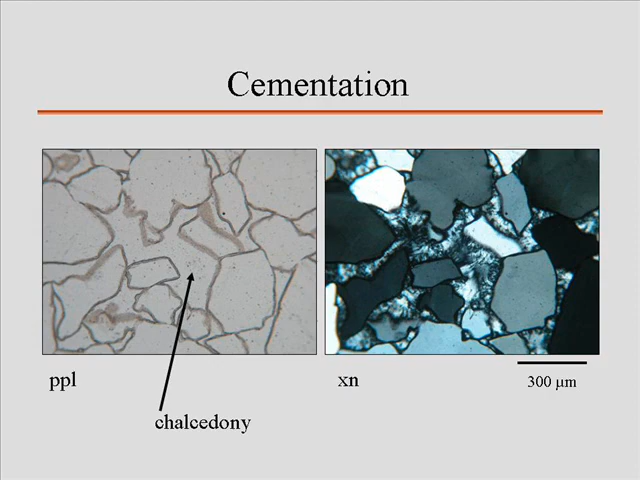 Cementation
ppl
xn
300 µm
chalcedony